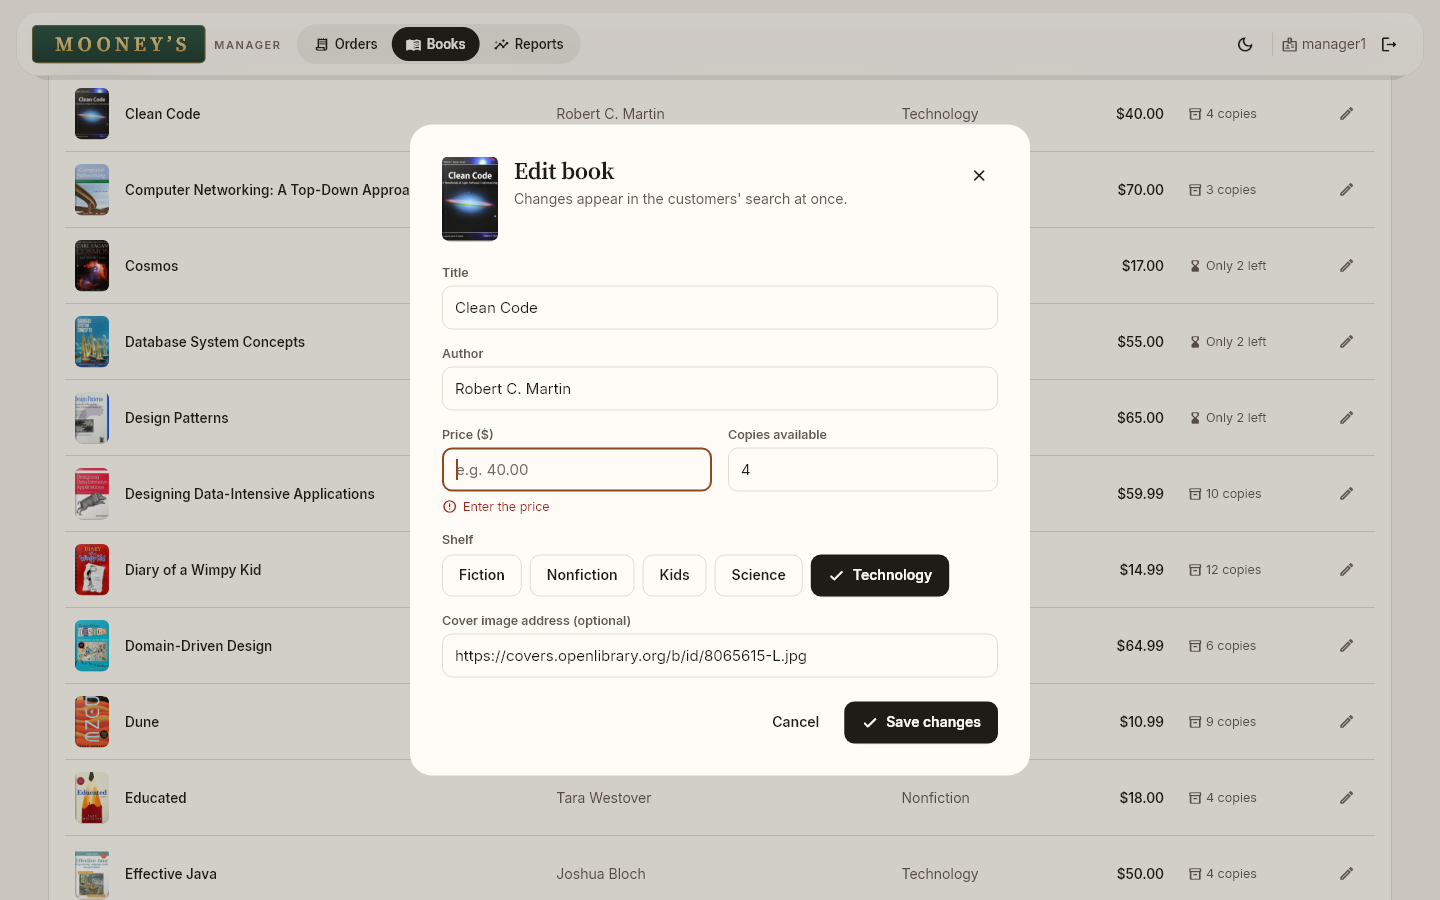 MOONEY'S MANAGER Orders Books Reports manager1
Clean Code Robert C. Martin Technology $40.00 4 copies
Computer Networking: A Top-Down Approa $70.00 3 copies
Cosmos $17.00 Only 2 left
Database System Concepts $55.00 Only 2 left
Design Patterns $65.00 Only 2 left
Designing Data-Intensive Applications $59.99 10 copies
Diary of a Wimpy Kid $14.99 12 copies
Domain-Driven Design $64.99 6 copies
Dune $10.99 9 copies
Educated Tara Westover Nonfiction $18.00 4 copies
Effective Java Joshua Bloch Technology $50.00 4 copies
Clean Code
Edit book
Changes appear in the customers' search at once.
Title
Clean Code
Author
Robert C. Martin
Price ($) Copies available
e.g. 40.00 4
Enter the price
Shelf
Fiction Nonfiction Kids Science Technology
Cover image address (optional)
https://covers.openlibrary.org/b/id/8065615-L.jpg
Cancel Save changes